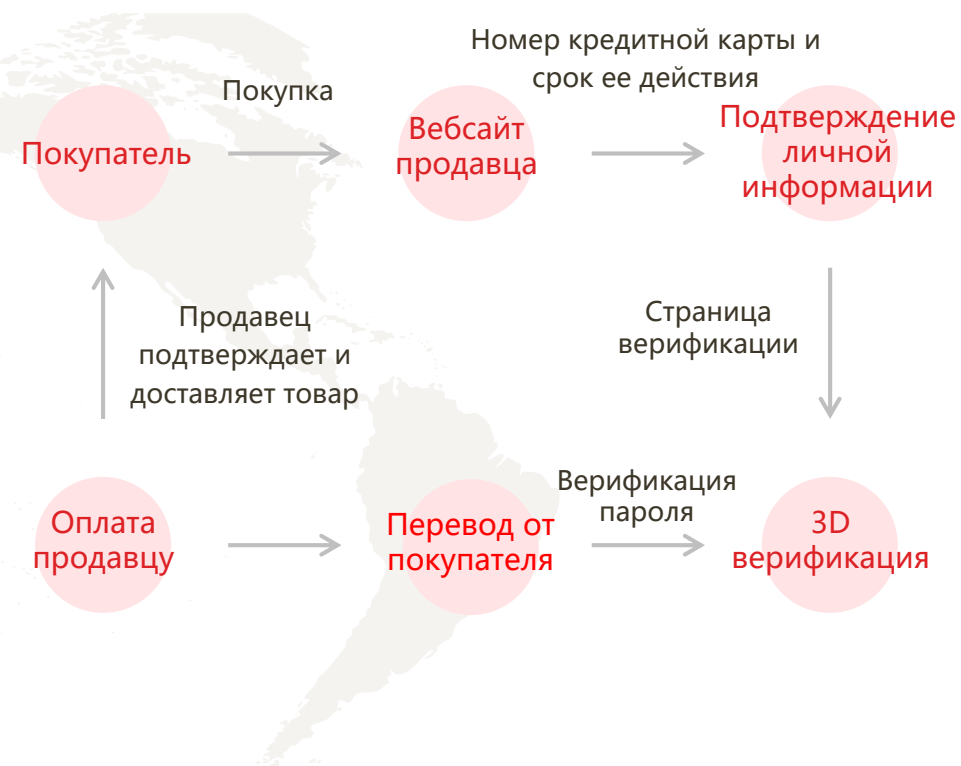 Номер кредитной карты и
срок ее действия
Покупка
Покупатель
Вебсайт
продавца
Подтверждение
личной
информации
Продавец
подтверждает и
доставляет товар
Страница
верификации
Оплата
продавцу
Перевод от
покупателя
Верификация
пароля
3D
верификация